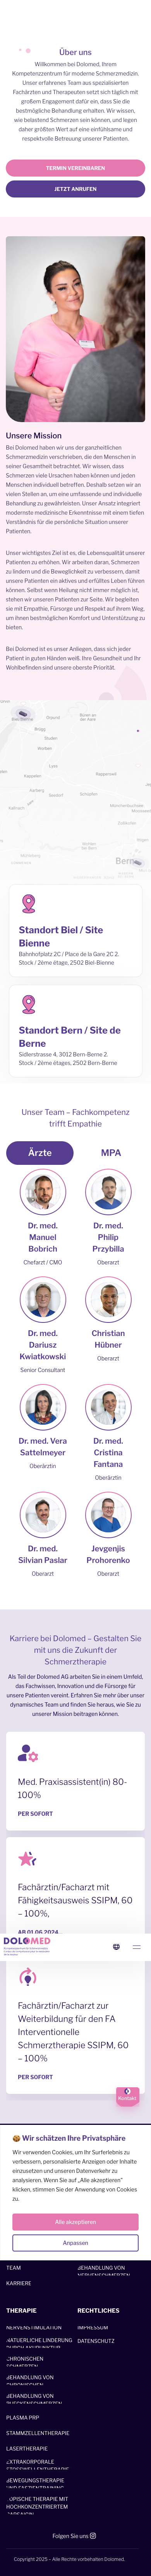 Über uns
Willkommen bei Dolomed, Ihrem
Kompetenzzentrum für moderne Schmerzmedizin.
Unser erfahrenes Team aus spezialisierten
Fachärzten und Therapeuten setzt sich täglich mit
großem Engagement dafür ein, dass Sie die
bestmögliche Behandlung erhalten. Wir wissen,
wie belastend Schmerzen sein können, und legen
daher größten Wert auf eine einfühlsame und
respektvolle Betreuung unserer Patienten.
TERMIN VEREINBAREN
JETZT ANRUFEN
Unsere Mission
Bei Dolomed haben wir uns der ganzheitlichen
Schmerzmedizin verschrieben, die den Menschen in
seiner Gesamtheit betrachtet. Wir wissen, dass
Schmerzen vielfältige Ursachen haben und jeden
Menschen individuell betreffen. Deshalb setzen wir an
vielen Stellen an, um eine umfassende und individuelle
Behandlung zu gewährleisten. Unser Ansatz kombiniert
modernste medizinische Erkenntnisse mit einem tiefen
Verständnis für die persönliche Situation unserer
Patienten.
Unser wichtigstes Ziel ist es, die Lebensqualität unserer
Patienten zu erhöhen. Wir arbeiten daran, Schmerzen
zu lindern und die Beweglichkeit zu verbessern, damit
unsere Patienten ein aktives und erfülltes Leben führen
können. Selbst wenn Heilung nicht immer möglich ist,
stehen wir unseren Patienten zur Seite. Wir begleiten
sie mit Empathie, Fürsorge und Respekt auf ihrem Weg,
um ihnen bestmöglichen Komfort und Unterstützung zu
bieten.
Bei Dolomed ist es unser Anliegen, dass sich jeder
Patient in guten Händen weiß. Ihre Gesundheit und Ihr
Wohlbefinden sind unsere oberste Priorität.
Bern
Standort Biel / Site
Bienne
Bahnhofplatz 2C / Place de la Gare 2C 2.
Stock / 2ème étage, 2502 Biel-Bienne
Standort Bern / Site de
Berne
Sidlerstrasse 4, 3012 Bern-Berne 2.
Stock / 2ème étages, 2502 Bern-Berne
Unser Team – Fachkompetenz
trifft Empathie
Ärzte
MPA
Dr. med.
Manuel
Bobrich
Chefarzt / CMO
Dr. med.
Philip
Przybilla
Oberarzt
Dr. med.
Dariusz
Kwiatkowski
Senior Consultant
Christian
Hübner
Oberarzt
Dr. med. Vera
Sattelmeyer
Oberärztin
Dr. med.
Cristina
Fantana
Oberärztin
Dr. med.
Silvian Paslar
Oberarzt
Jevgenjis
Prohorenko
Oberarzt
Karriere bei Dolomed – Gestalten Sie
mit uns die Zukunft der
Schmerztherapie
Als Teil der Dolomed AG arbeiten Sie in einem Umfeld,
das Fachwissen, Innovation und die Fürsorge für
unsere Patienten vereint. Erfahren Sie mehr über unser
dynamisches Team und finden Sie heraus, wie Sie zu
unserer Mission beitragen können.
Med. Praxisassistent(in) 80-
100%
PER SOFORT
Fachärztin/Facharzt mit
Fähigkeitsausweis SSIPM, 60
– 100%,
AB 01.06.2024
DOLOMED
Fachärztin/Facharzt zur
Weiterbildung für den FA
Interventionelle
Schmerztherapie SSIPM, 60
– 100%
PER SOFORT
Kontakt
🍪 Wir schätzen Ihre Privatsphäre
Wir verwenden Cookies, um Ihr Surferlebnis zu
verbessern, personalisierte Anzeigen oder Inhalte
einzusetzen und unseren Datenverkehr zu
analysieren. Wenn Sie auf „Alle akzeptieren"
klicken, stimmen Sie der Anwendung von Cookies
zu.
Alle akzeptieren
Anpassen
TEAM
BEHANDLUNG VON
KARRIERE
THERAPIE
RECHTLICHES
NERVENSTIMULATION
IMPRESSUM
NATUERLICHE LINDERUNG
DATENSCHUTZ
CHRONISCHEN
BEHANDLUNG VON
BEHANDLUNG VON
PLASMA PRP
STAMMZELLENTHERAPIE
LASERTHERAPIE
EXTRAKORPORALE
BEWEGUNGSTHERAPIE
TOPISCHE THERAPIE MIT
HOCHKONZENTRIERTEM
Folgen Sie uns
Copyright 2025 – Alle Rechte vorbehalten Dolomed.